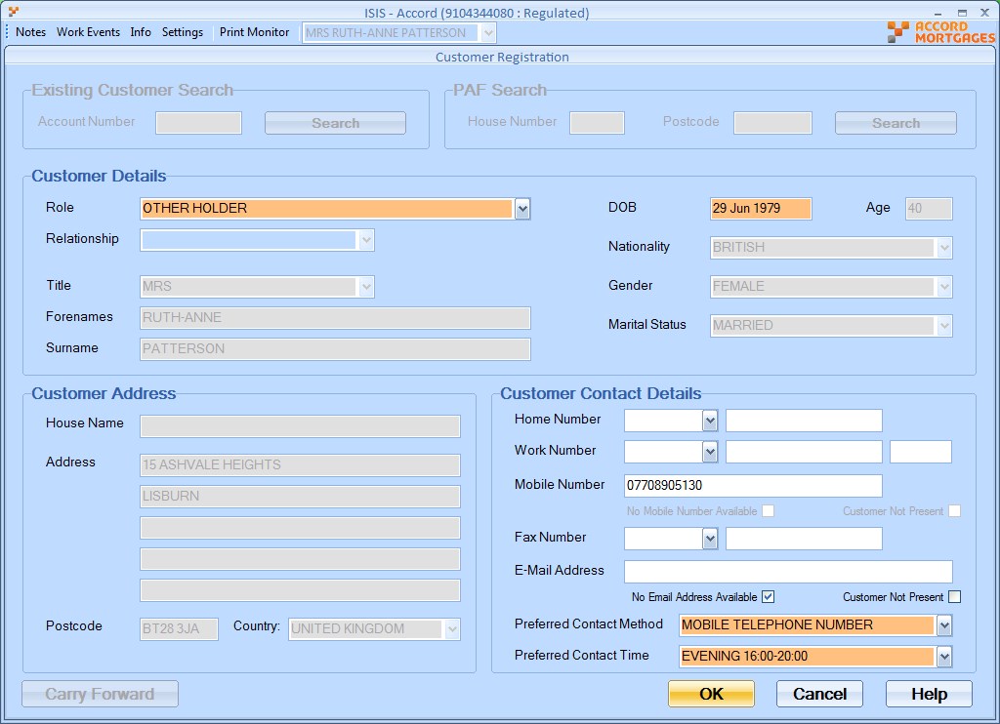 ISIS - Accord (9104344080 : Regulated)
Notes Work Events Info Settings Print Monitor MRS RUTH-ANNE PATTERSON
ACCORD
MORTGAGES
Customer Registration
Existing Customer Search
Account Number Search
PAF Search
House Number Postcode Search
Customer Details
Role OTHER HOLDER
DOB 29 Jun 1979 Age 40
Relationship
Nationality BRITISH
Title MRS
Gender FEMALE
Forenames RUTH-ANNE
Marital Status MARRIED
Surname PATTERSON
Customer Address
House Name
Address 15 ASHVALE HEIGHTS
LISBURN
Postcode BT28 3JA Country: UNITED KINGDOM
Customer Contact Details
Home Number
Work Number
Mobile Number 07708905130
No Mobile Number Available Customer Not Present
Fax Number
E-Mail Address
No Email Address Available Customer Not Present
Preferred Contact Method MOBILE TELEPHONE NUMBER
Preferred Contact Time EVENING 16:00-20:00
Carry Forward OK Cancel Help